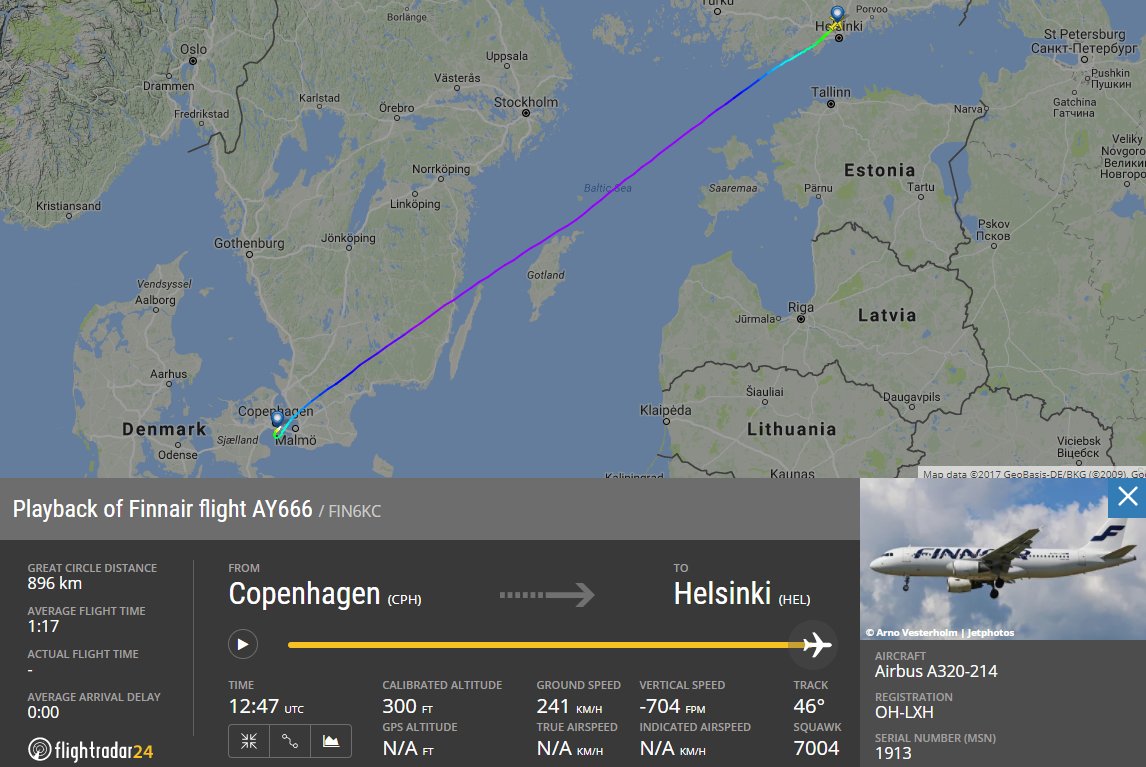 Borlänge
Turku
Porvoo
Helsinki
Oslo
Drammen
Fredrikstad
Uppsala
Västerås
Karlstad
Örebro
Stockholm
Tallinn
Narva
St Petersburg
Санкт-Петербург
Pushkin
Пушкин
Gatchina
Гатчина
Veliky
Novgoro
Велики
Новгоро
Norrköping
Linköping
Kristiansand
Baltic Sea
Saaremaa
Estonia
Pärnu
Tartu
Pskov
Псков
Gothenburg
Jönköping
Gotland
Vendsyssel
Aalborg
Riga
Jūrmala
Latvia
Aarhus
Šiauliai
Daugavpils
Klaipėda
Copenhagen
Denmark
Sjælland
Malmö
Odense
Lithuania
Viciebsk
Віцебск
Kaliningrad
Kaunas
Map data ©2017 GeoBasis-DE/BKG (©2009), Goo
Playback of Finnair flight AY666 / FIN6KC
GREAT CIRCLE DISTANCE
896 km
AVERAGE FLIGHT TIME
1:17
ACTUAL FLIGHT TIME
-
AVERAGE ARRIVAL DELAY
0:00
flightradar24
FROM
Copenhagen (CPH)
TO
Helsinki (HEL)
TIME
12:47 UTC
CALIBRATED ALTITUDE
300 FT
GPS ALTITUDE
N/A FT
GROUND SPEED
241 KM/H
TRUE AIRSPEED
N/A KM/H
VERTICAL SPEED
-704 FPM
INDICATED AIRSPEED
N/A KM/H
TRACK
46°
SQUAWK
7004
FINNAIR
© Arno Vesterholm | Jetphotos
AIRCRAFT
Airbus A320-214
REGISTRATION
OH-LXH
SERIAL NUMBER (MSN)
1913